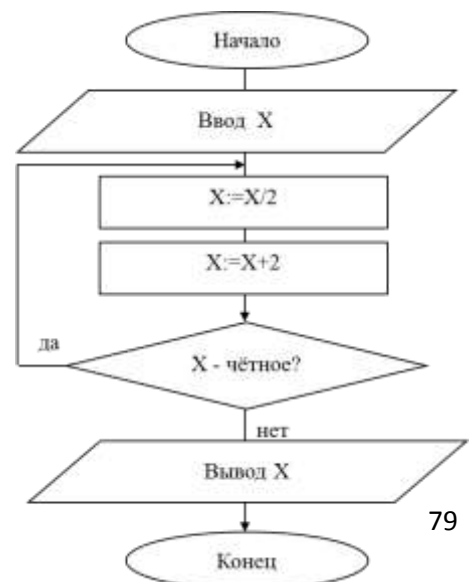 Начало
Ввод X
X:=X/2
X:=X+2
да
X - чётное?
нет
Вывод X
79
Конец